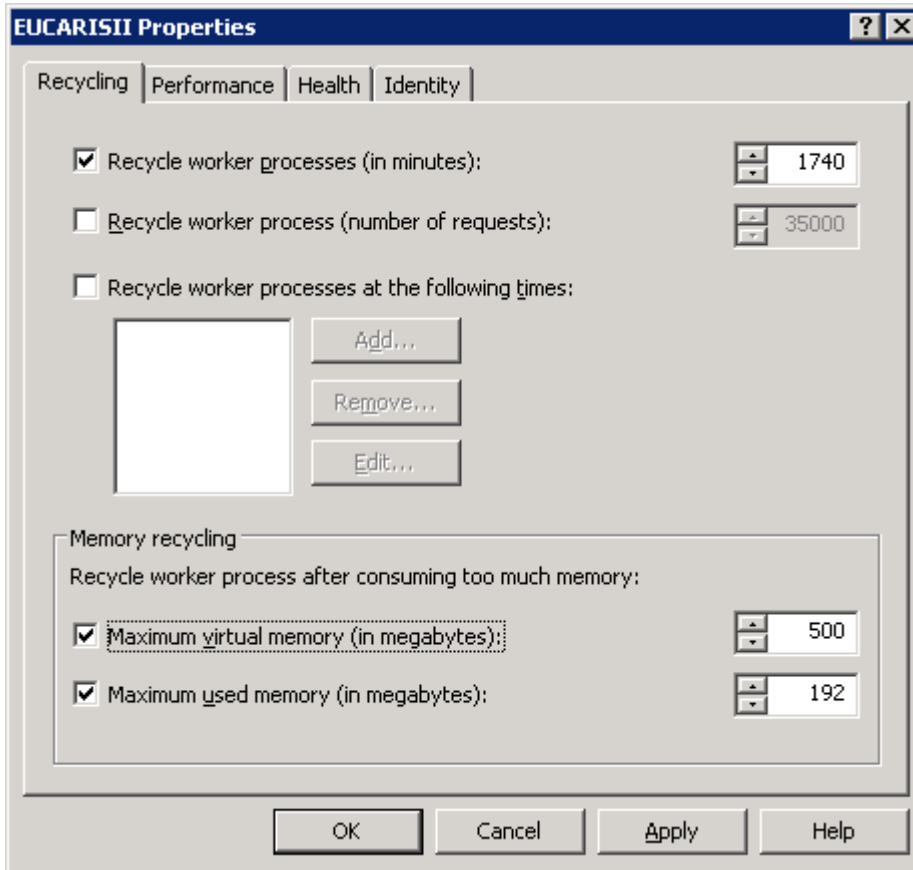 EUCARISII Properties
Recycling Performance Health Identity
Recycle worker processes (in minutes): 1740
Recycle worker process (number of requests): 35000
Recycle worker processes at the following times:
Add...
Remove...
Edit...
Memory recycling
Recycle worker process after consuming too much memory:
Maximum virtual memory (in megabytes): 500
Maximum used memory (in megabytes): 192
OK Cancel Apply Help